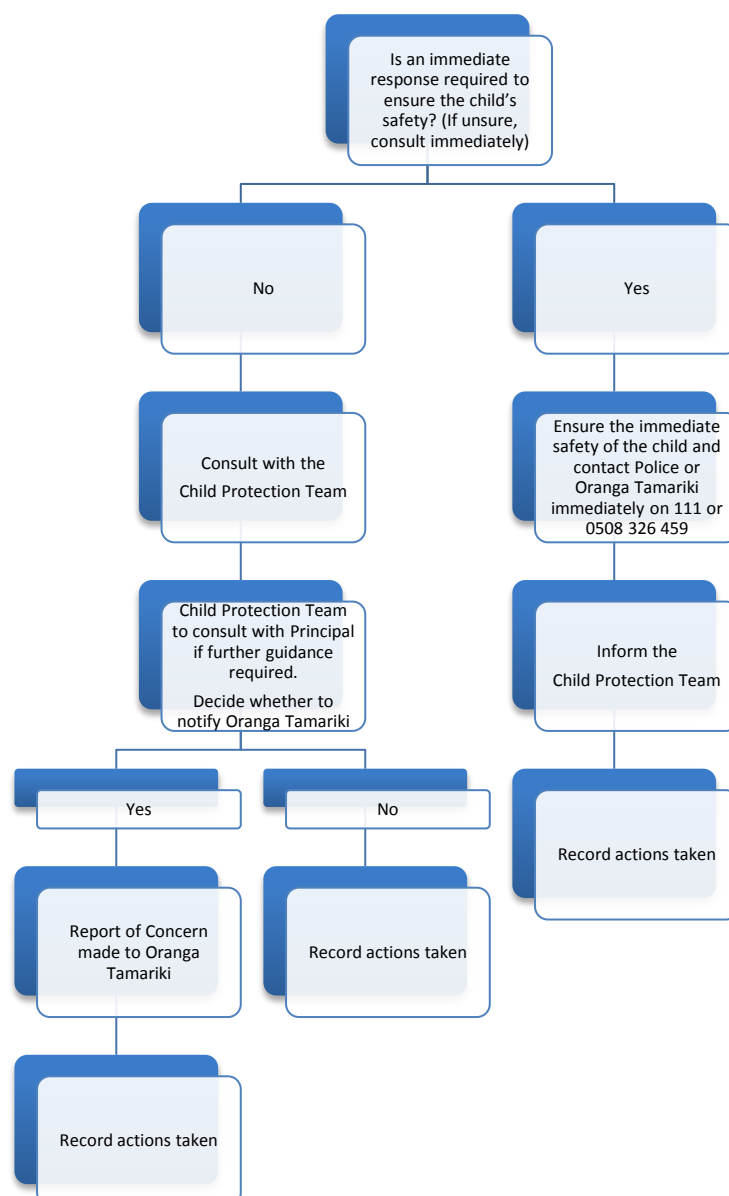 Is an immediate
response required to
ensure the child’s
safety? (If unsure,
consult immediately)
No
Yes
Consult with the
Child Protection Team
Ensure the immediate
safety of the child and
contact Police or
Oranga Tamariki
immediately on 111 or
0508 326 459
Child Protection Team
to consult with Principal
if further guidance
required.
Decide whether to
notify Oranga Tamariki
Inform the
Child Protection Team
Yes
No
Record actions taken
Report of Concern
made to Oranga
Tamariki
Record actions taken
Record actions taken